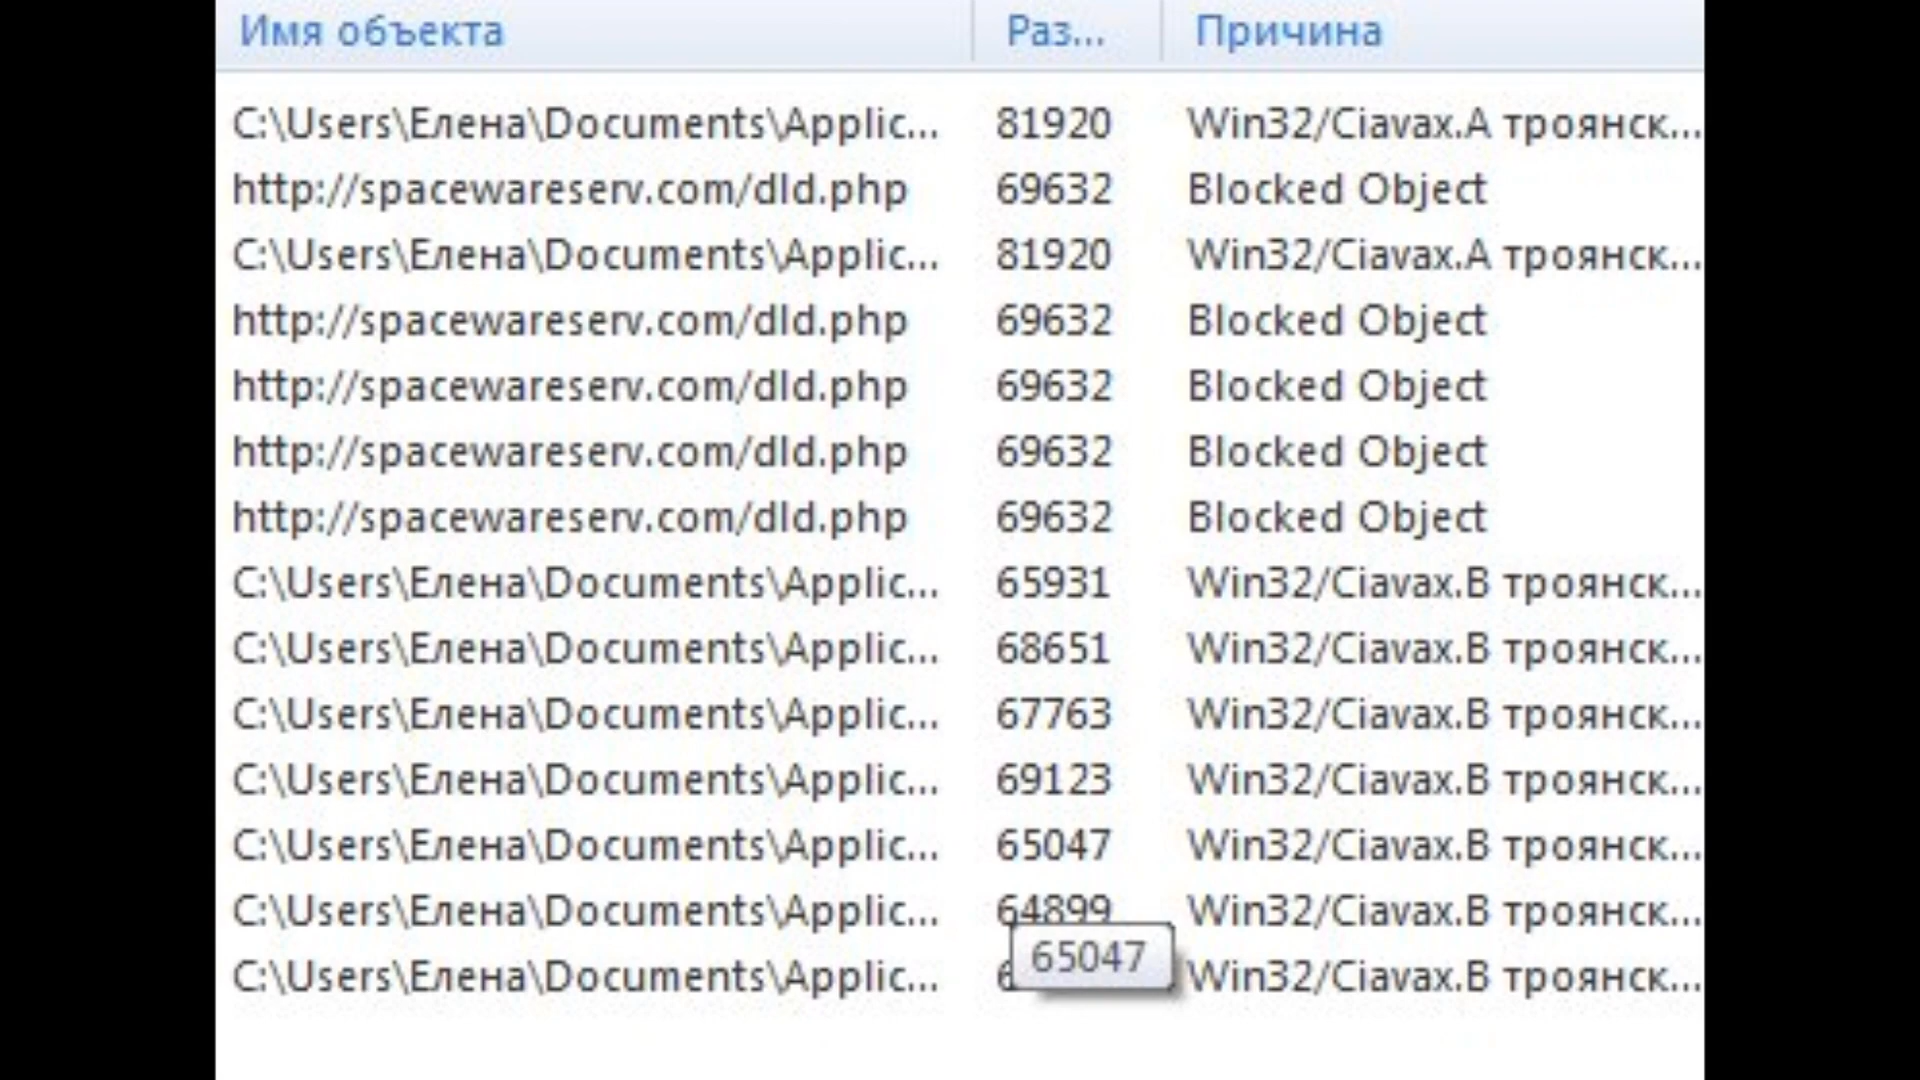 Имя объекта Раз... Причина
C:\Users\Елена\Documents\Applic... 81920 Win32/Ciavax.A троянск...
http://spacewareserv.com/dld.php 69632 Blocked Object
C:\Users\Елена\Documents\Applic... 81920 Win32/Ciavax.A троянск...
http://spacewareserv.com/dld.php 69632 Blocked Object
http://spacewareserv.com/dld.php 69632 Blocked Object
http://spacewareserv.com/dld.php 69632 Blocked Object
http://spacewareserv.com/dld.php 69632 Blocked Object
C:\Users\Елена\Documents\Applic... 65931 Win32/Ciavax.B троянск...
C:\Users\Елена\Documents\Applic... 68651 Win32/Ciavax.B троянск...
C:\Users\Елена\Documents\Applic... 67763 Win32/Ciavax.B троянск...
C:\Users\Елена\Documents\Applic... 69123 Win32/Ciavax.B троянск...
C:\Users\Елена\Documents\Applic... 65047 Win32/Ciavax.B троянск...
C:\Users\Елена\Documents\Applic... 64899 Win32/Ciavax.B троянск...
65047
C:\Users\Елена\Documents\Applic... Win32/Ciavax.B троянск...